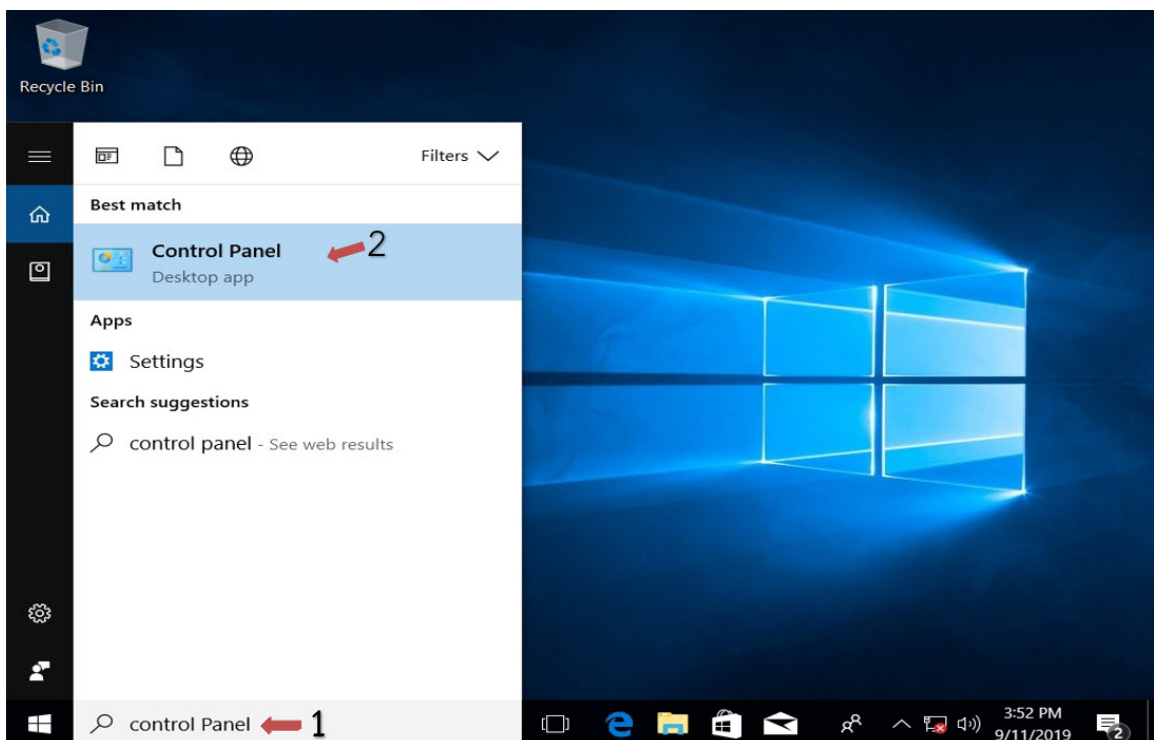 Recycle Bin
Filters
Best match
Control Panel
2
Desktop app
Apps
Settings
Search suggestions
control panel - See web results
control Panel
1
3:52 PM
9/11/2019
2